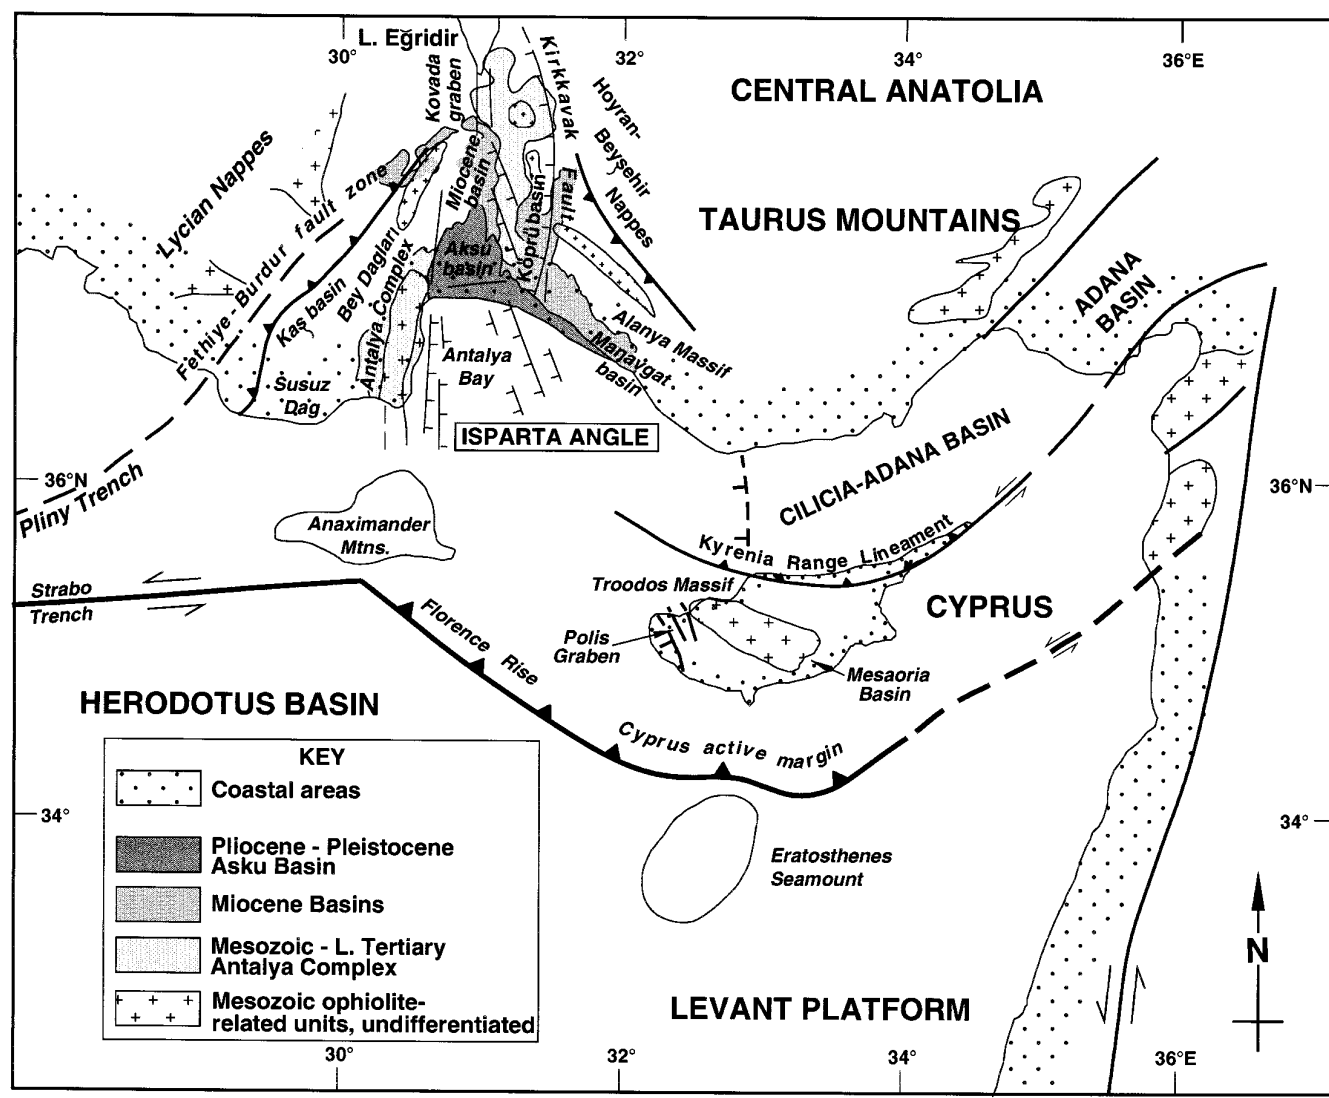 L. Eğridir
30°
32°
34°
36°E
CENTRAL ANATOLIA
Kovada
graben
Kirkkavak
Fault
Hoyran-
Beyşehir
Nappes
Lycian Nappes
Fethiye-Burdur fault zone
Miocene
basin
Köprü basin
Aksu
basin
TAURUS MOUNTAINS
ADANA
BASIN
Kaş basin
Bey Dagları
Antalya Complex
Alanya Massif
Manavgat
basin
Antalya
Bay
Susuz
Dag
ISPARTA ANGLE
CILICIA-ADANA BASIN
36°N
36°N
Pliny Trench
Anaximander
Mtns.
Kyrenia Range Lineament
Strabo
Trench
Troodos Massif
CYPRUS
Florence Rise
Polis
Graben
Mesaoria
Basin
HERODOTUS BASIN
Cyprus active margin
KEY
Coastal areas
Pliocene - Pleistocene
Asku Basin
Miocene Basins
Mesozoic - L. Tertiary
Antalya Complex
Mesozoic ophiolite-
related units, undifferentiated
34°
34°
Eratosthenes
Seamount
N
LEVANT PLATFORM
30°
32°
34°
36°E